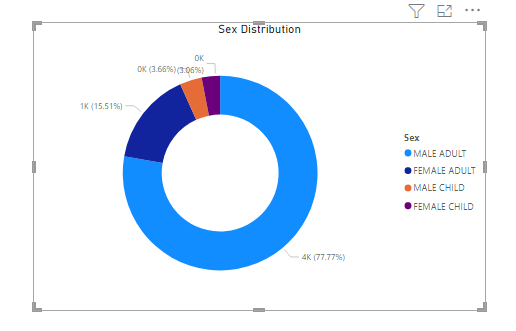 Sex Distribution
0K
(3.06%)
0K (3.66%)
1K (15.51%)
4K (77.77%)
Sex
MALE ADULT
FEMALE ADULT
MALE CHILD
FEMALE CHILD